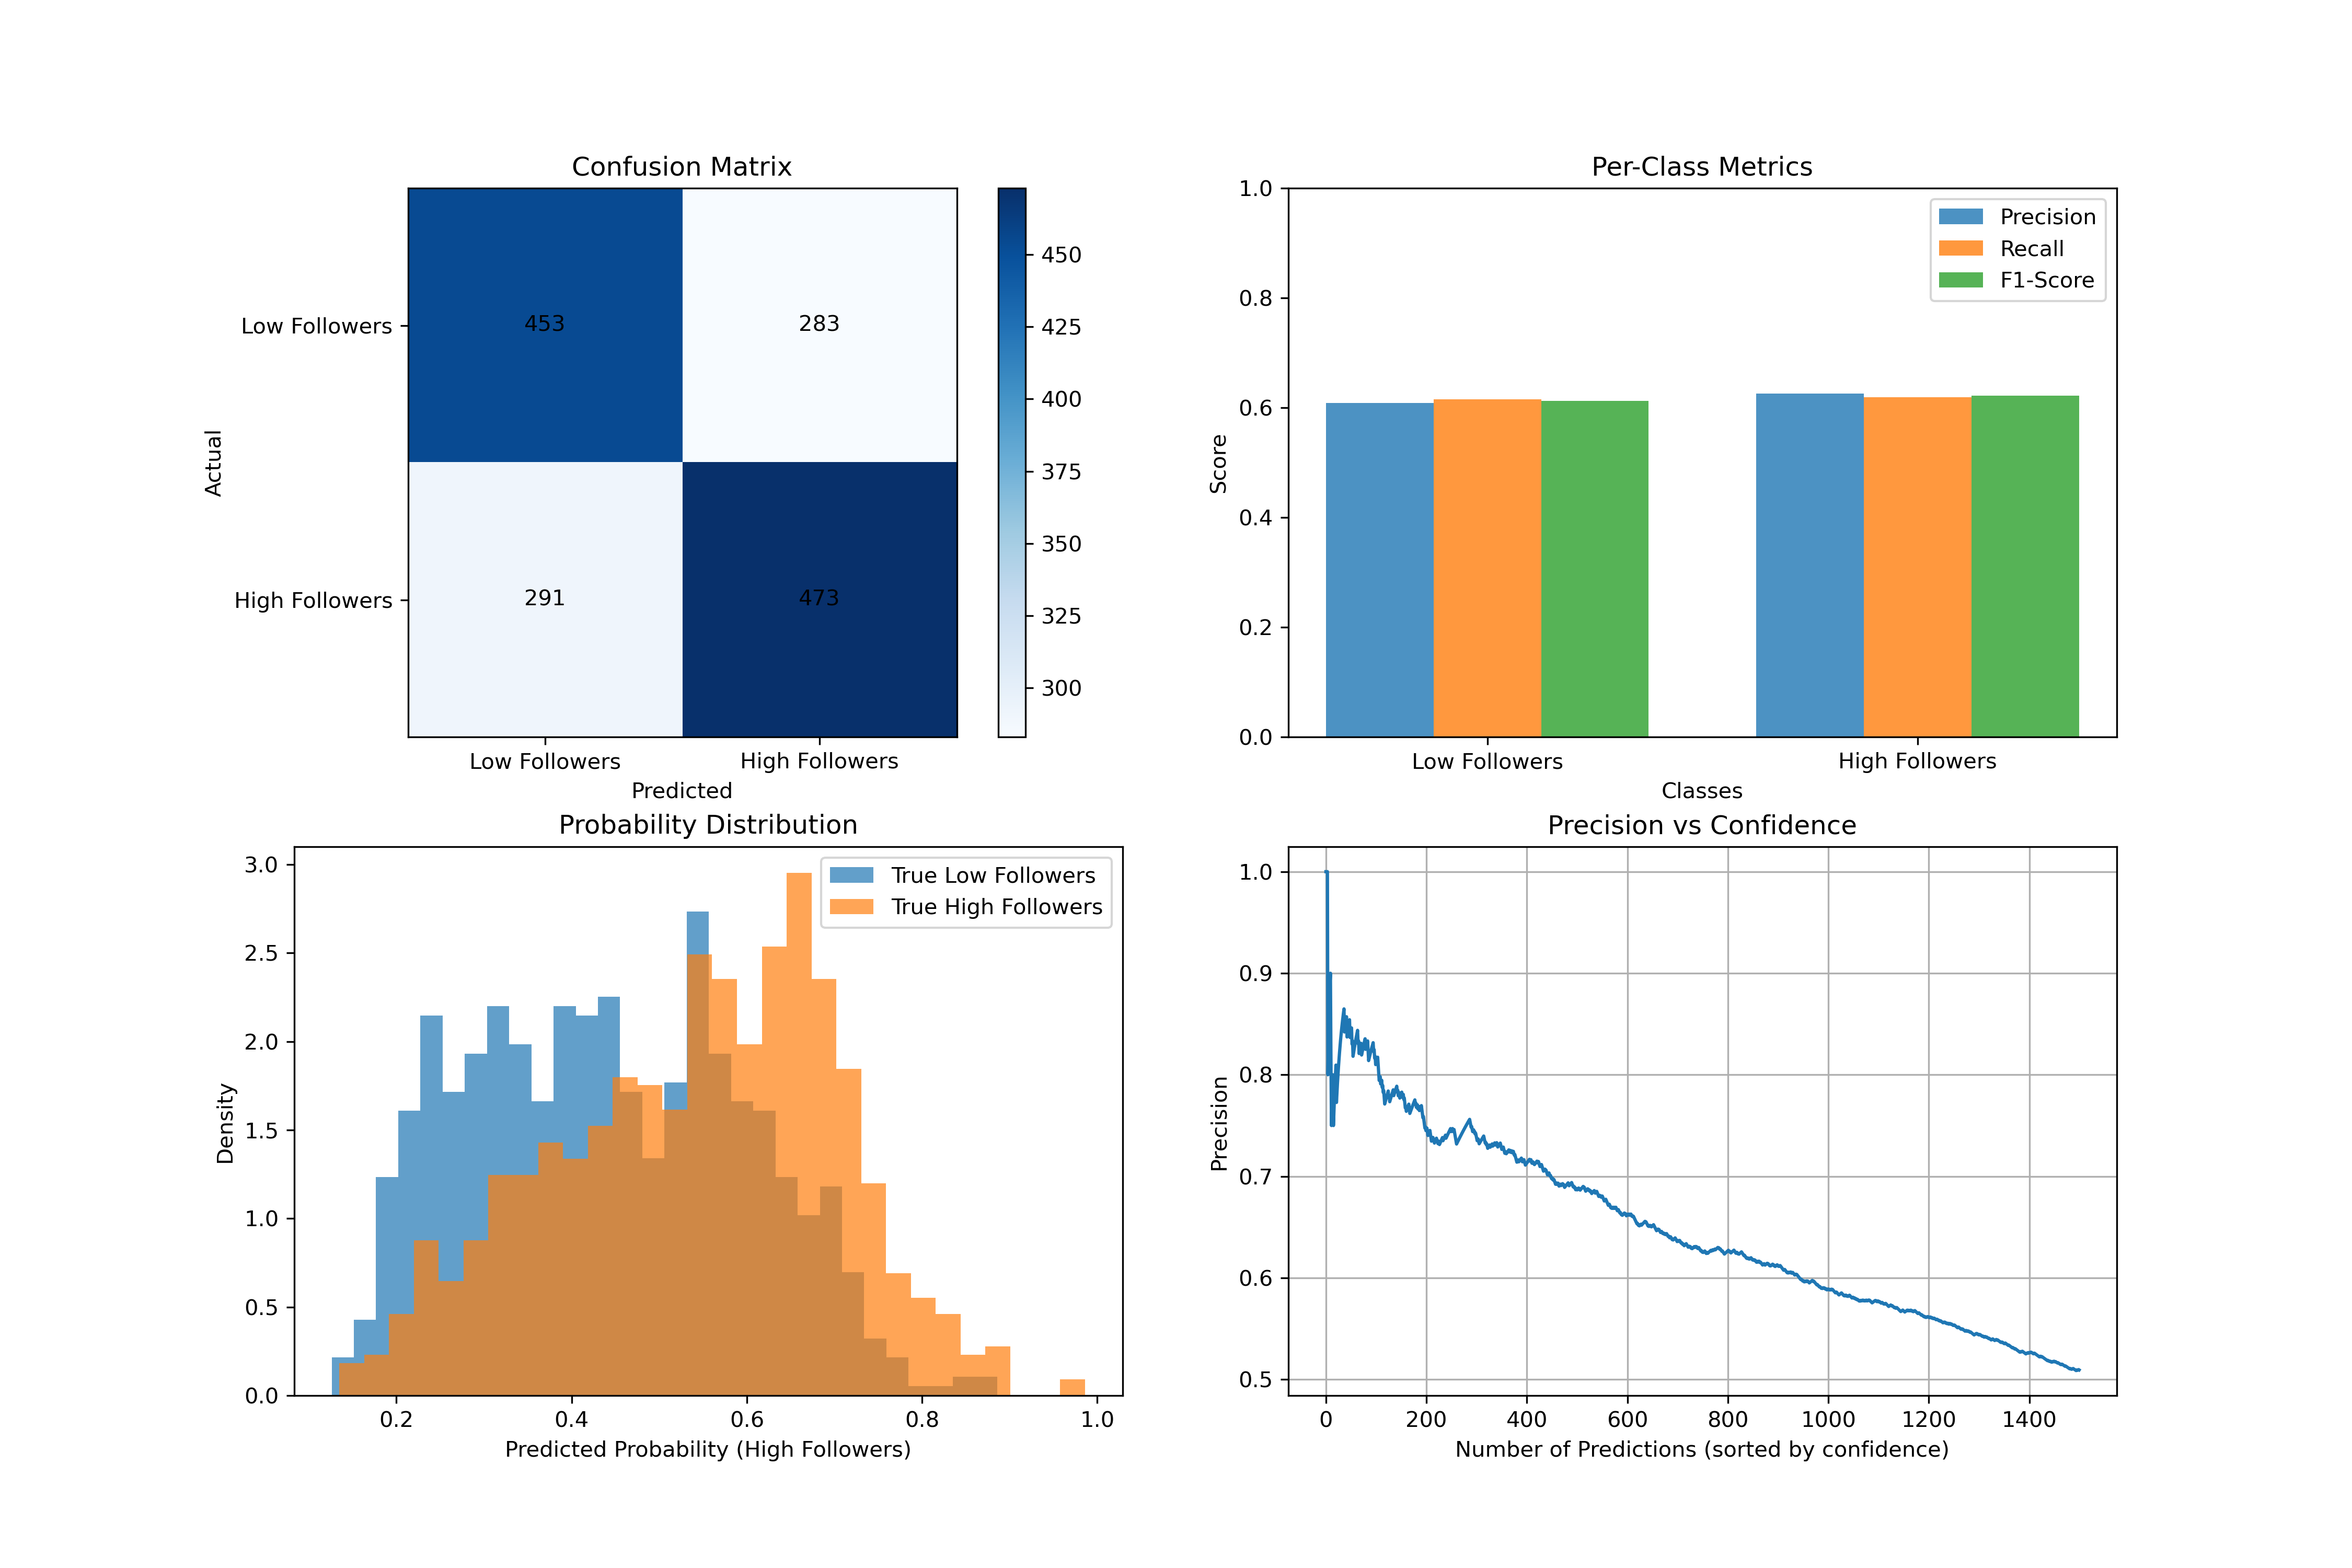 Confusion Matrix
450
425
400
375
350
325
300
Low Followers
High Followers
Actual
453
283
291
473
Low Followers
High Followers
Predicted
Per-Class Metrics
Precision
Recall
F1-Score
1.0
0.8
0.6
0.4
0.2
0.0
Score
Low Followers
High Followers
Classes
Probability Distribution
True Low Followers
True High Followers
3.0
2.5
2.0
1.5
1.0
0.5
0.0
Density
0.2
0.4
0.6
0.8
1.0
Predicted Probability (High Followers)
Precision vs Confidence
1.0
0.9
0.8
0.7
0.6
0.5
Precision
0
200
400
600
800
1000
1200
1400
Number of Predictions (sorted by confidence)